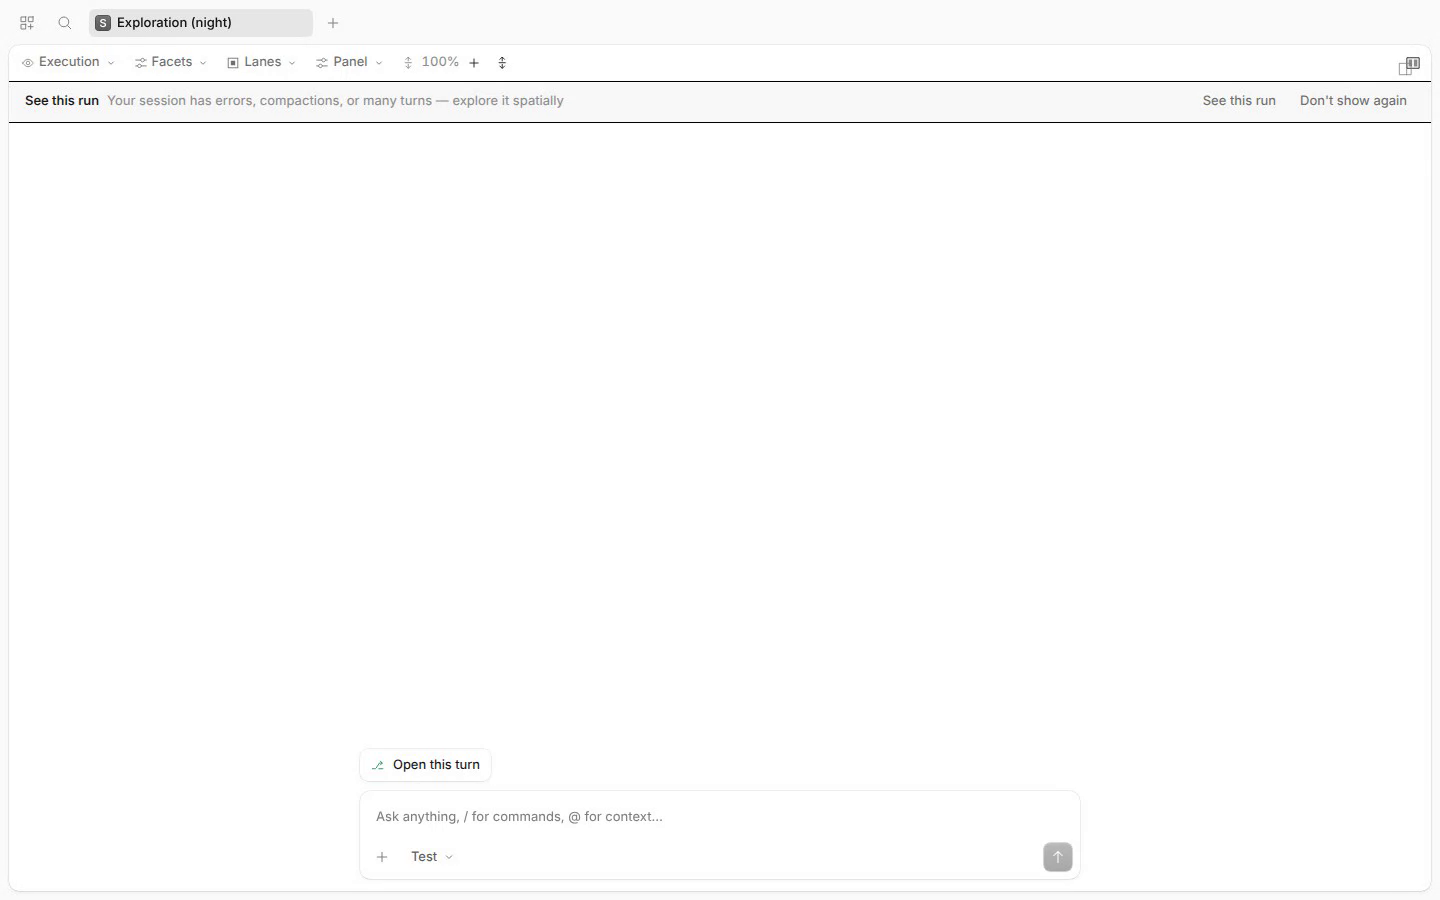 S Exploration (night)
Execution Facets Lanes Panel 100%
See this run Your session has errors, compactions, or many turns — explore it spatially See this run Don't show again
Open this turn
Ask anything, / for commands, @ for context...
Test